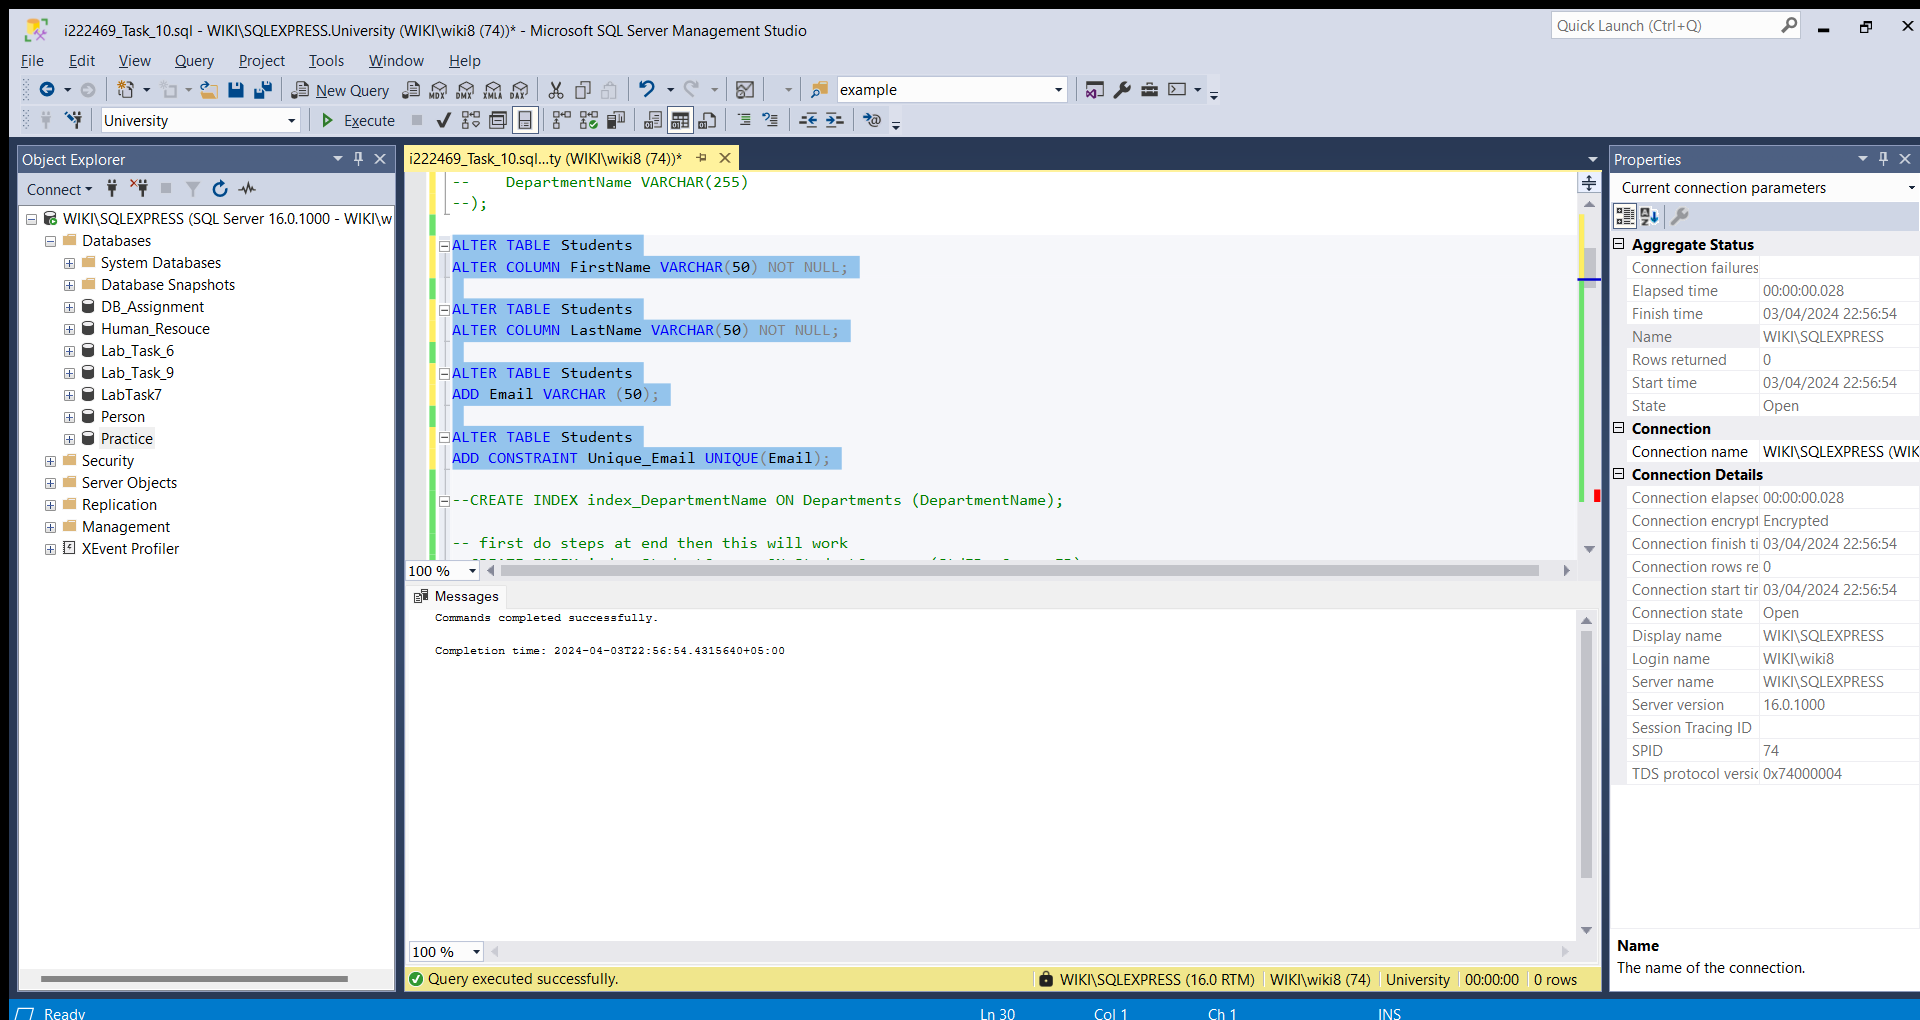 i222469_Task_10.sql - WIKI\SQLEXPRESS.University (WIKI\wiki8 (74))* - Microsoft SQL Server Management Studio
Quick Launch (Ctrl+Q)
File Edit View Query Project Tools Window Help
New Query MDX DMX XMLA DAX example
University Execute
Object Explorer
Connect
WIKI\SQLEXPRESS (SQL Server 16.0.1000 - WIKI\w
Databases
System Databases
Database Snapshots
DB_Assignment
Human_Resouce
Lab_Task_6
Lab_Task_9
LabTask7
Person
Practice
Security
Server Objects
Replication
Management
XEvent Profiler
i222469_Task_10.sql...ty (WIKI\wiki8 (74))*
-- DepartmentName VARCHAR(255)
--);
ALTER TABLE Students
ALTER COLUMN FirstName VARCHAR(50) NOT NULL;
ALTER TABLE Students
ALTER COLUMN LastName VARCHAR(50) NOT NULL;
ALTER TABLE Students
ADD Email VARCHAR (50);
ALTER TABLE Students
ADD CONSTRAINT Unique_Email UNIQUE(Email);
--CREATE INDEX index_DepartmentName ON Departments (DepartmentName);
-- first do steps at end then this will work
100 %
Messages
Commands completed successfully.
Completion time: 2024-04-03T22:56:54.4315640+05:00
100 %
Query executed successfully. WIKI\SQLEXPRESS (16.0 RTM) WIKI\wiki8 (74) University 00:00:00 0 rows
Properties
Current connection parameters
Aggregate Status
Connection failures
Elapsed time 00:00:00.028
Finish time 03/04/2024 22:56:54
Name WIKI\SQLEXPRESS
Rows returned 0
Start time 03/04/2024 22:56:54
State Open
Connection
Connection name WIKI\SQLEXPRESS (WIK
Connection Details
Connection elapsec 00:00:00.028
Connection encrypt Encrypted
Connection finish ti 03/04/2024 22:56:54
Connection rows re 0
Connection start tir 03/04/2024 22:56:54
Connection state Open
Display name WIKI\SQLEXPRESS
Login name WIKI\wiki8
Server name WIKI\SQLEXPRESS
Server version 16.0.1000
Session Tracing ID
SPID 74
TDS protocol versic 0x74000004
Name
The name of the connection.
Ready Ln 30 Col 1 Ch 1 INS